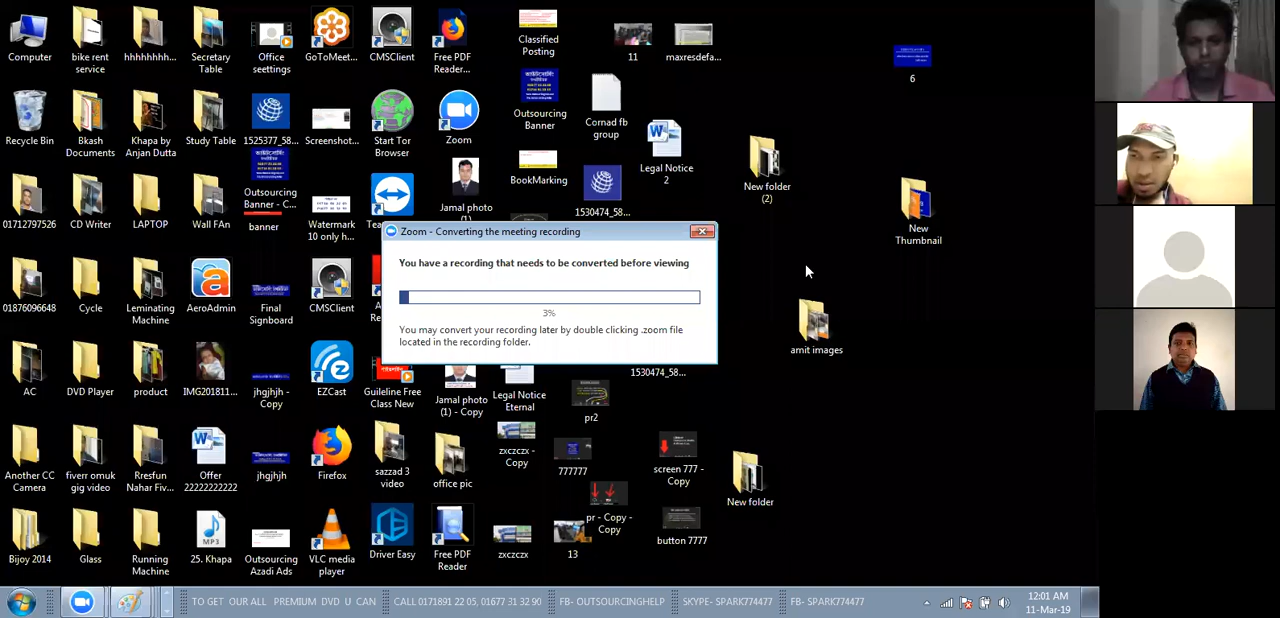 Computer
bike rent
service
hhhhhhhh...
Secretary
Table
Office
seettings
GoToMeet...
CMSClient
Free PDF
Reader...
Classified
Posting
11
maxresdefa...
6
Recycle Bin
Bkash
Documents
Khapa by
Anjan Dutta
Study Table
1525377_58...
Screenshot...
Start Tor
Browser
Zoom
Outsourcing
Banner
Cornad fb
group
Legal Notice
2
New folder
(2)
New
Thumbnail
01712797526
CD Writer
LAPTOP
Wall FAn
Outsourcing
Banner - C...
banner
Watermark
10 only h...
Jamal photo
(1)
BookMarking
1530474_58...
Zoom - Converting the meeting recording
You have a recording that needs to be converted before viewing
3%
You may convert your recording later by double clicking .zoom file
located in the recording folder.
01876096648
Cycle
Leminating
Machine
AeroAdmin
Final
Signboard
CMSClient
amit images
AC
DVD Player
product
IMG201811...
jhgjhjh
- Copy
EZCast
Guileline Free
Class New
Jamal photo
(1) - Copy
Legal Notice
Eternal
pr2
1530474_58...
Another CC
Camera
fiverr omuk
gig video
Rresfun
Nahar Fiv...
Offer
22222222222
jhgjhjh
Firefox
sazzad 3
video
office pic
zxczczx -
Copy
777777
screen 777 -
Copy
New folder
pr - Copy -
Copy
Bijoy 2014
Glass
Running
Machine
MP3
25. Khapa
Outsourcing
Azadi Ads
VLC media
player
Driver Easy
Free PDF
Reader
zxczczx
13
button 7777
TO GET OUR ALL PREMIUM DVD U CAN
CALL 0171891 22 05, 01677 31 32 90
FB- OUTSOURCINGHELP
SKYPE- SPARK774477
FB- SPARK774477
12:01 AM
11-Mar-19